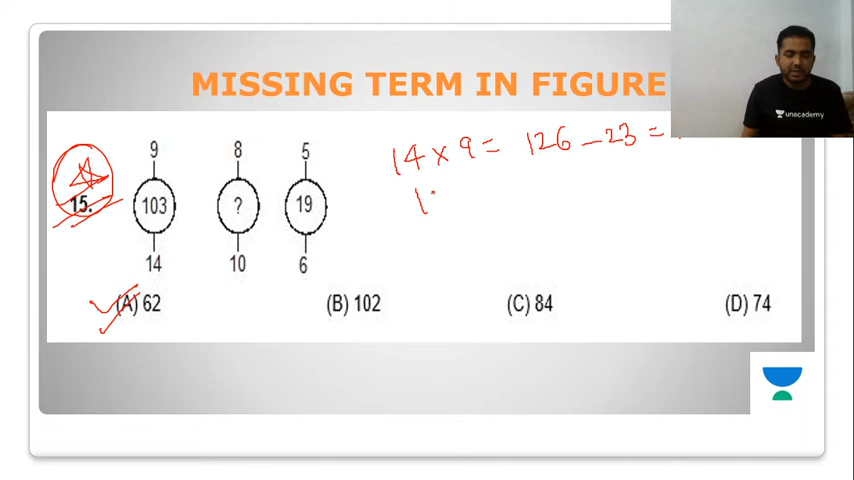 MISSING TERM IN FIGURE
unacademy
14 × 9 = 126 - 23 =
15.
9 8 5
103 ? 19
14 10 6
(A) 62 (B) 102 (C) 84 (D) 74